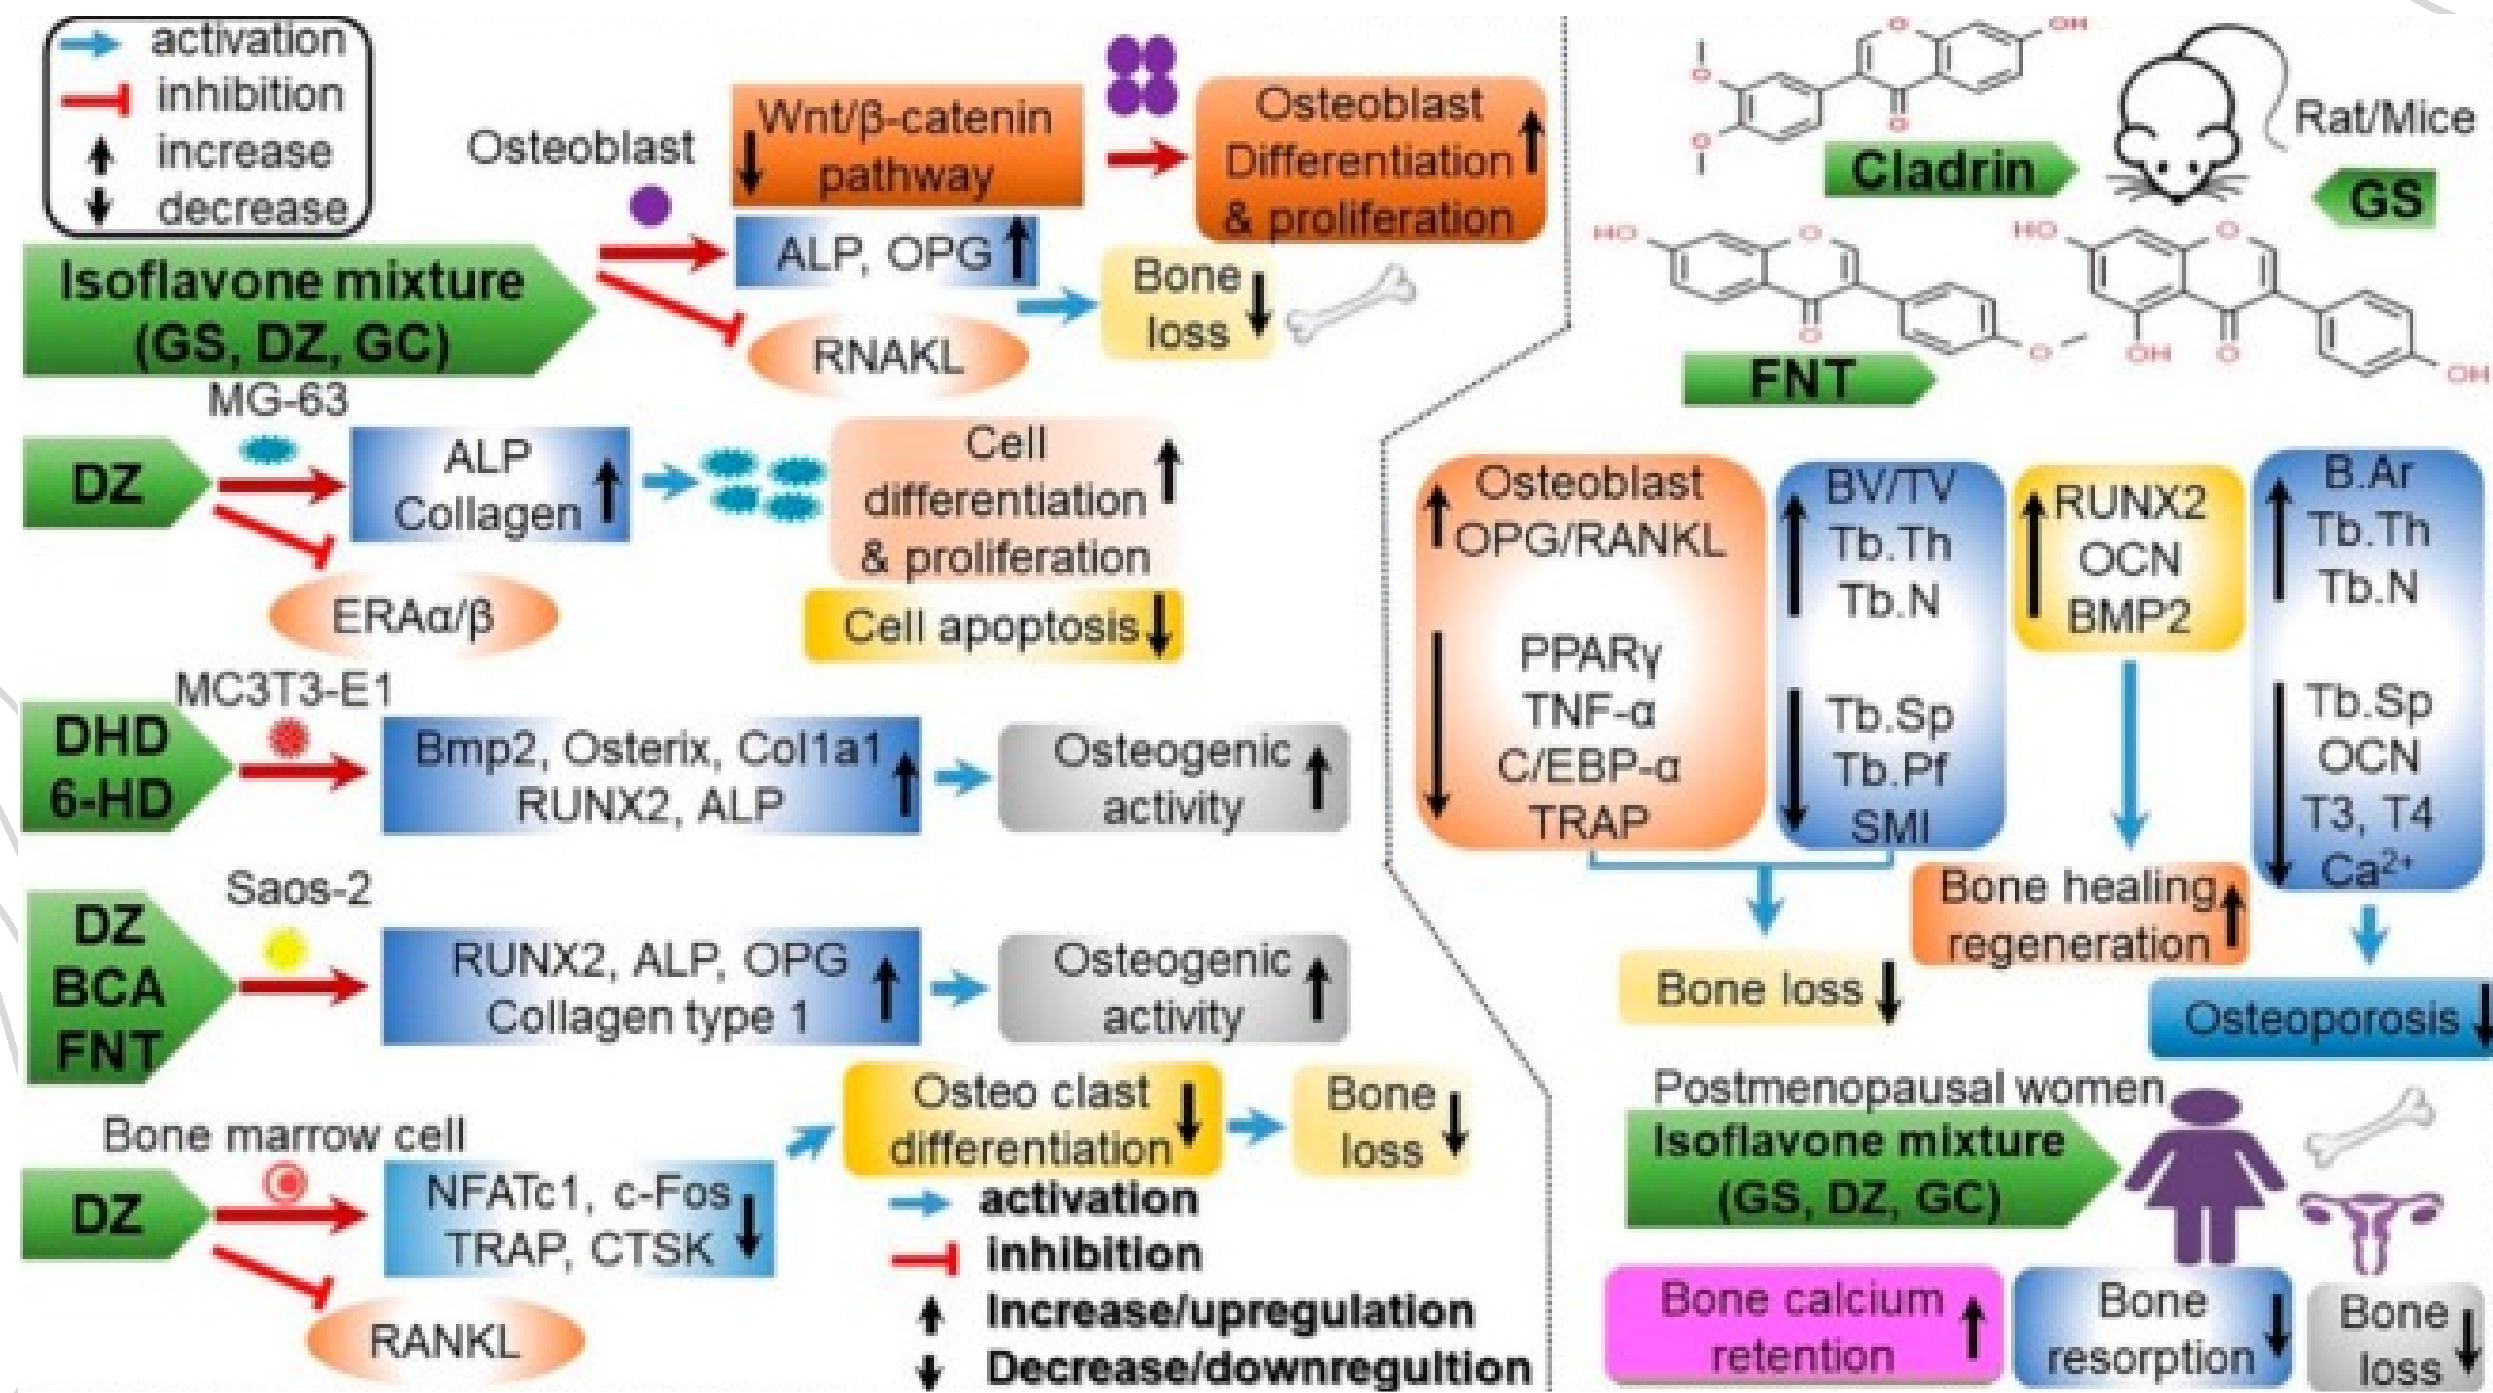 activation
inhibition
increase
decrease
Osteoblast
Wnt/β-catenin
pathway
Osteoblast
Differentiation
& proliferation
ALP, OPG
Isoflavone mixture
(GS, DZ, GC)
RNAKL
Bone
loss
MG-63
DZ
ALP
Collagen
Cell
differentiation
& proliferation
ERAα/β
Cell apoptosis
MC3T3-E1
DHD
6-HD
Bmp2, Osterix, Col1a1
RUNX2, ALP
Osteogenic
activity
Saos-2
DZ
BCA
FNT
RUNX2, ALP, OPG
Collagen type 1
Osteogenic
activity
Bone marrow cell
DZ
NFATc1, c-Fos
TRAP, CTSK
Osteo clast
differentiation
Bone
loss
RANKL
activation
inhibition
Increase/upregulation
Decrease/downregultion
O
OH
O
O
O
Cladrin
Rat/Mice
GS
HO
O
O
O
FNT
HO
O
OH
O
OH
Osteoblast
OPG/RANKL
PPARγ
TNF-α
C/EBP-α
TRAP
BV/TV
Tb.Th
Tb.N
Tb.Sp
Tb.Pf
SMI
RUNX2
OCN
BMP2
B.Ar
Tb.Th
Tb.N
Tb.Sp
OCN
T3, T4
Ca²⁺
Bone loss
Bone healing
regeneration
Osteoporosis
Postmenopausal women
Isoflavone mixture
(GS, DZ, GC)
Bone calcium
retention
Bone
resorption
Bone
loss